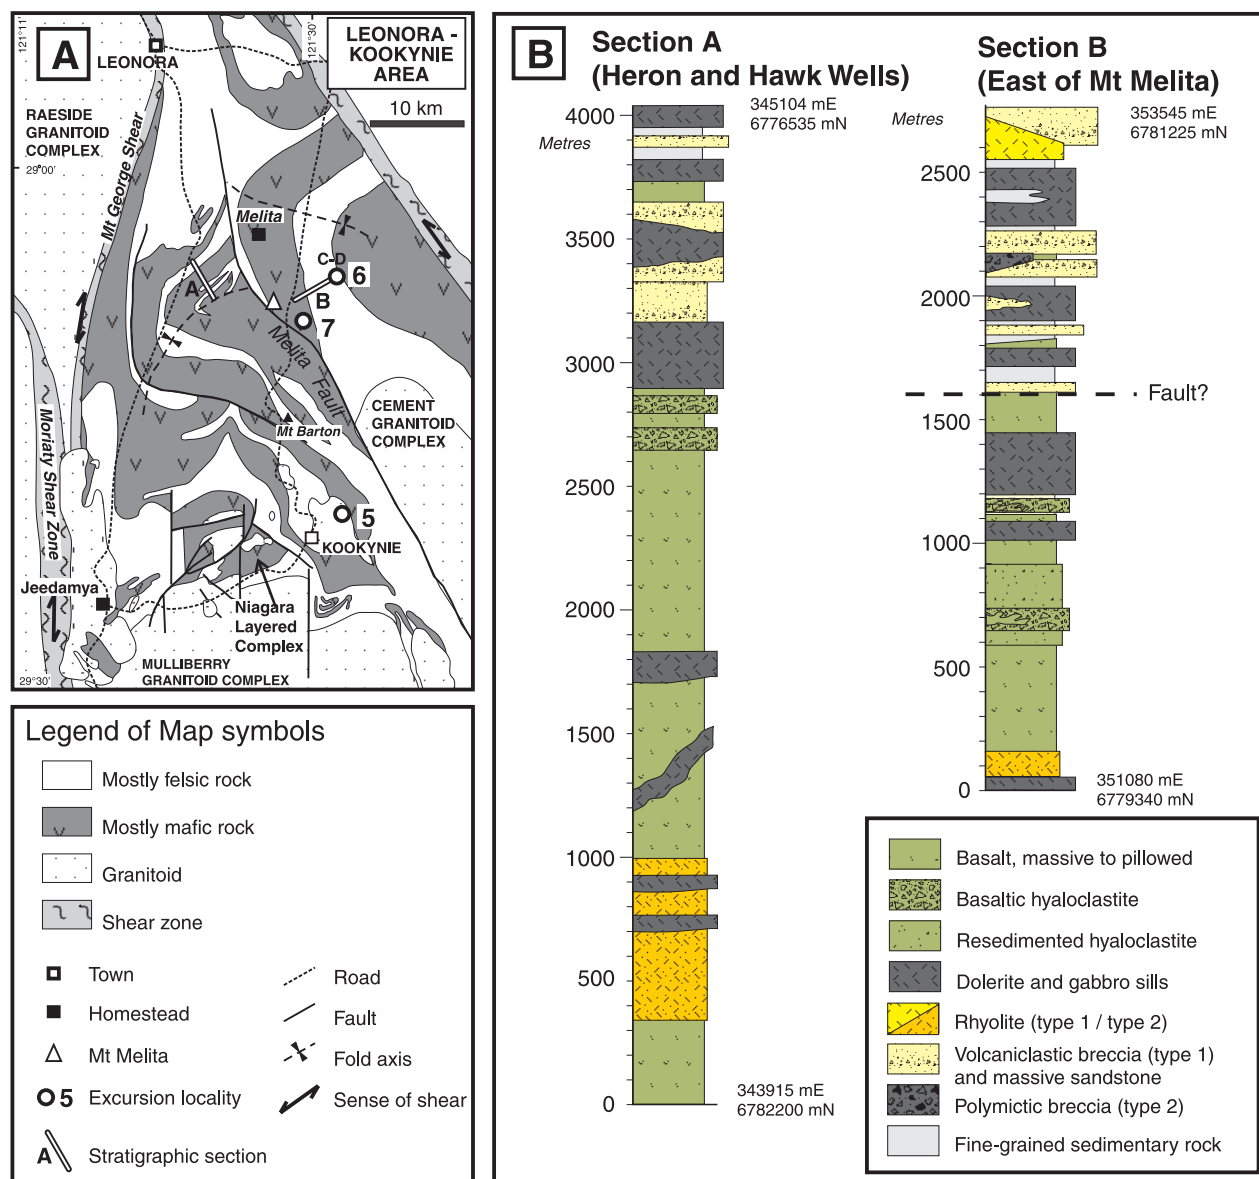 A
LEONORA -
KOOKYNIE
AREA
10 km
121°11'
121°30'
LEONORA
RAESIDE
GRANITOID
COMPLEX
29°00'
Mt George Shear
Melita
A
C-D
6
B
7
Melita Fault
CEMENT
GRANITOID
COMPLEX
Mt Barton
Moriaty Shear Zone
5
KOOKYNIE
Jeedamya
Niagara
Layered
Complex
MULLIBERRY
GRANITOID COMPLEX
29°30'
Legend of Map symbols
Mostly felsic rock
Mostly mafic rock
Granitoid
Shear zone
Town
Road
Homestead
Fault
Mt Melita
Fold axis
5 Excursion locality
Sense of shear
A Stratigraphic section
B
Section A
(Heron and Hawk Wells)
4000
Metres
345104 mE
6776535 mN
3500
3000
2500
2000
1500
1000
500
0
343915 mE
6782200 mN
Section B
(East of Mt Melita)
Metres
353545 mE
6781225 mN
2500
2000
Fault?
1500
1000
500
0
351080 mE
6779340 mN
Basalt, massive to pillowed
Basaltic hyaloclastite
Resedimented hyaloclastite
Dolerite and gabbro sills
Rhyolite (type 1 / type 2)
Volcaniclastic breccia (type 1)
and massive sandstone
Polymictic breccia (type 2)
Fine-grained sedimentary rock